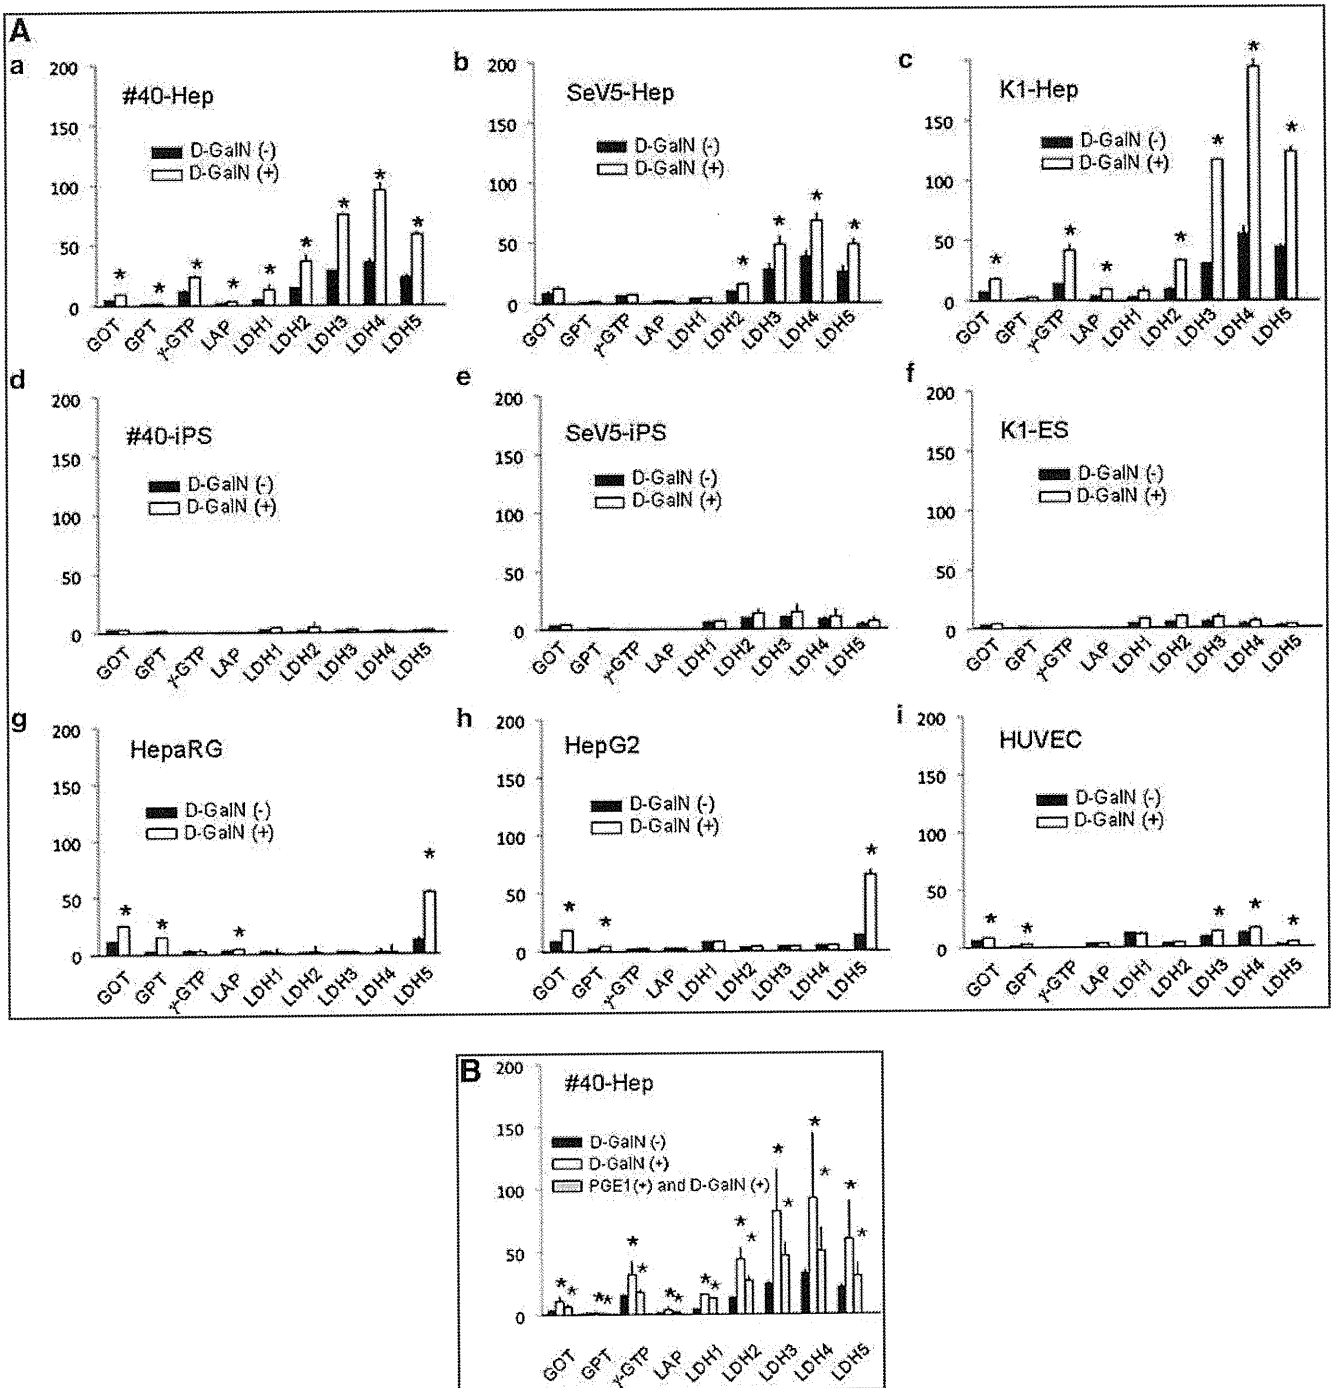 A
a
200
150
100
50
0
#40-Hep
D-GalN (-)
D-GalN (+)
* * * * * * * * *
GOT GPT γ-GTP LAP LDH1 LDH2 LDH3 LDH4 LDH5
b
200
150
100
50
0
SeV5-Hep
D-GalN (-)
D-GalN (+)
* * * *
GOT GPT γ-GTP LAP LDH1 LDH2 LDH3 LDH4 LDH5
c
150
100
50
0
K1-Hep
D-GalN (-)
D-GalN (+)
* * * * * * *
GOT GPT γ-GTP LAP LDH1 LDH2 LDH3 LDH4 LDH5
d
200
150
100
50
0
#40-iPS
D-GalN (-)
D-GalN (+)
GOT GPT γ-GTP LAP LDH1 LDH2 LDH3 LDH4 LDH5
e
200
150
100
50
0
SeV5-iPS
D-GalN (-)
D-GalN (+)
GOT GPT γ-GTP LAP LDH1 LDH2 LDH3 LDH4 LDH5
f
200
150
100
50
0
K1-ES
D-GalN (-)
D-GalN (+)
GOT GPT γ-GTP LAP LDH1 LDH2 LDH3 LDH4 LDH5
g
200
150
100
50
0
HepaRG
D-GalN (-)
D-GalN (+)
* * * *
GOT GPT γ-GTP LAP LDH1 LDH2 LDH3 LDH4 LDH5
h
200
150
100
50
0
HepG2
D-GalN (-)
D-GalN (+)
* * *
GOT GPT γ-GTP LAP LDH1 LDH2 LDH3 LDH4 LDH5
i
200
150
100
50
0
HUVEC
D-GalN (-)
D-GalN (+)
* * * * *
GOT GPT γ-GTP LAP LDH1 LDH2 LDH3 LDH4 LDH5
B
200
150
100
50
0
#40-Hep
D-GalN (-)
D-GalN (+)
PGE1(+) and D-GalN (+)
* * * * * * * * * * * * * * * * * *
GOT GPT γ-GTP LAP LDH1 LDH2 LDH3 LDH4 LDH5